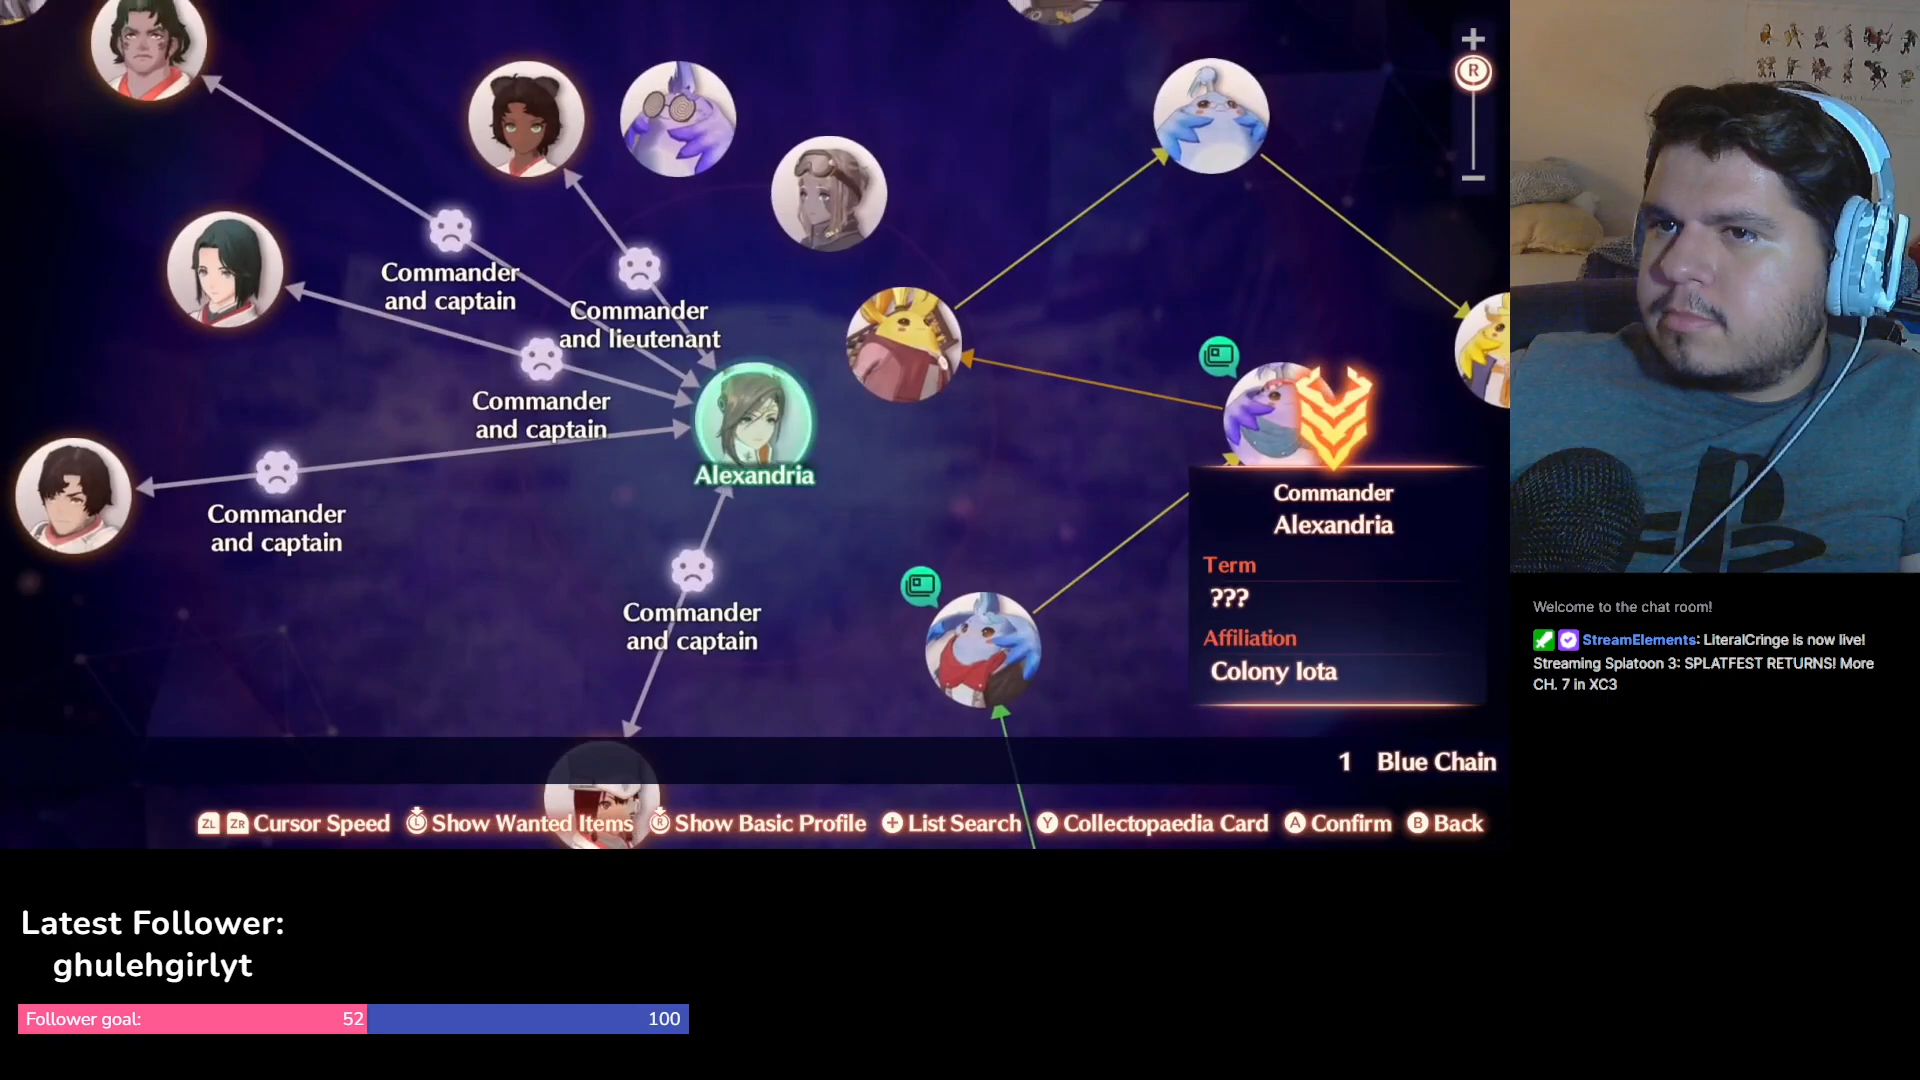 R
Commander
and captain
Commander
and lieutenant
Commander
and captain
Alexandria
Commander
and captain
Commander
and captain
Commander
Alexandria
Term
???
Affiliation
Colony Iota
1 Blue Chain
ZL ZR Cursor Speed L Show Wanted Items R Show Basic Profile + List Search Y Collectopaedia Card A Confirm B Back
Welcome to the chat room!
StreamElements: LiteralCringe is now live!
Streaming Splatoon 3: SPLATFEST RETURNS! More
CH. 7 in XC3
Latest Follower:
ghulehgirlyt
Follower goal: 52 100